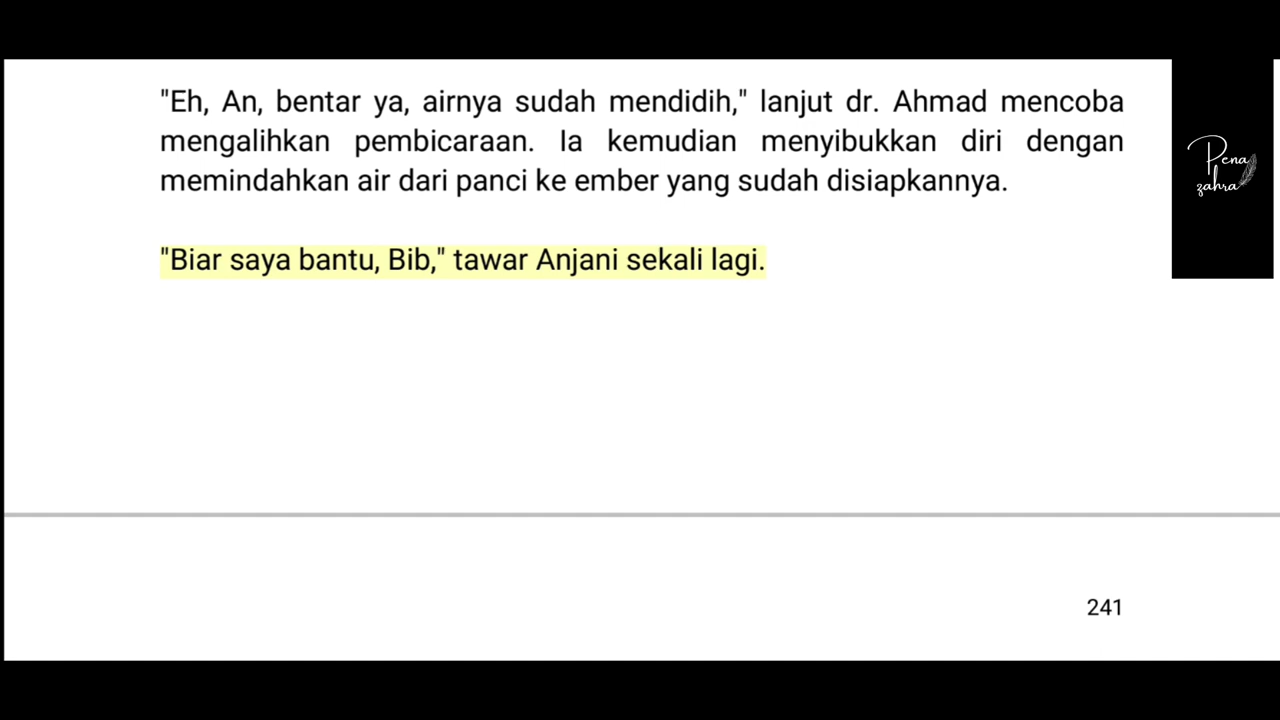 "Eh, An, bentar ya, airnya sudah mendidih," lanjut dr. Ahmad mencoba
mengalihkan pembicaraan. Ia kemudian menyibukkan diri dengan
memindahkan air dari panci ke ember yang sudah disiapkannya.
"Biar saya bantu, Bib," tawar Anjani sekali lagi.
241
Pena
zahra